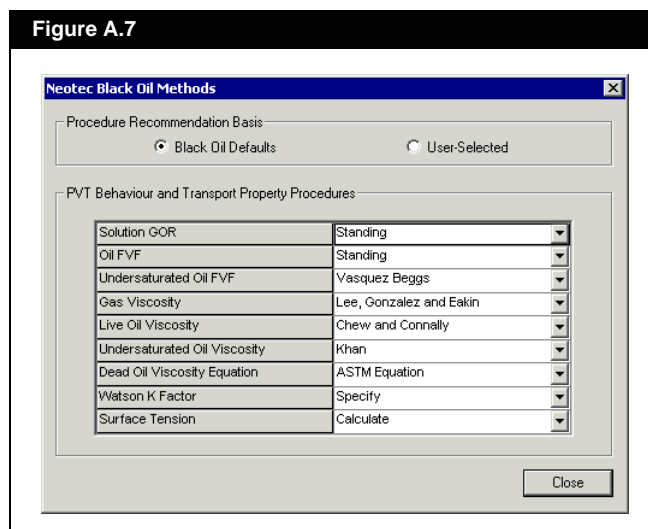 Figure A.7
Neotec Black Oil Methods
Procedure Recommendation Basis
Black Oil Defaults User-Selected
PVT Behaviour and Transport Property Procedures
Solution GOR Standing
Oil FVF Standing
Undersaturated Oil FVF Vasquez Beggs
Gas Viscosity Lee, Gonzalez and Eakin
Live Oil Viscosity Chew and Connally
Undersaturated Oil Viscosity Khan
Dead Oil Viscosity Equation ASTM Equation
Watson K Factor Specify
Surface Tension Calculate
Close